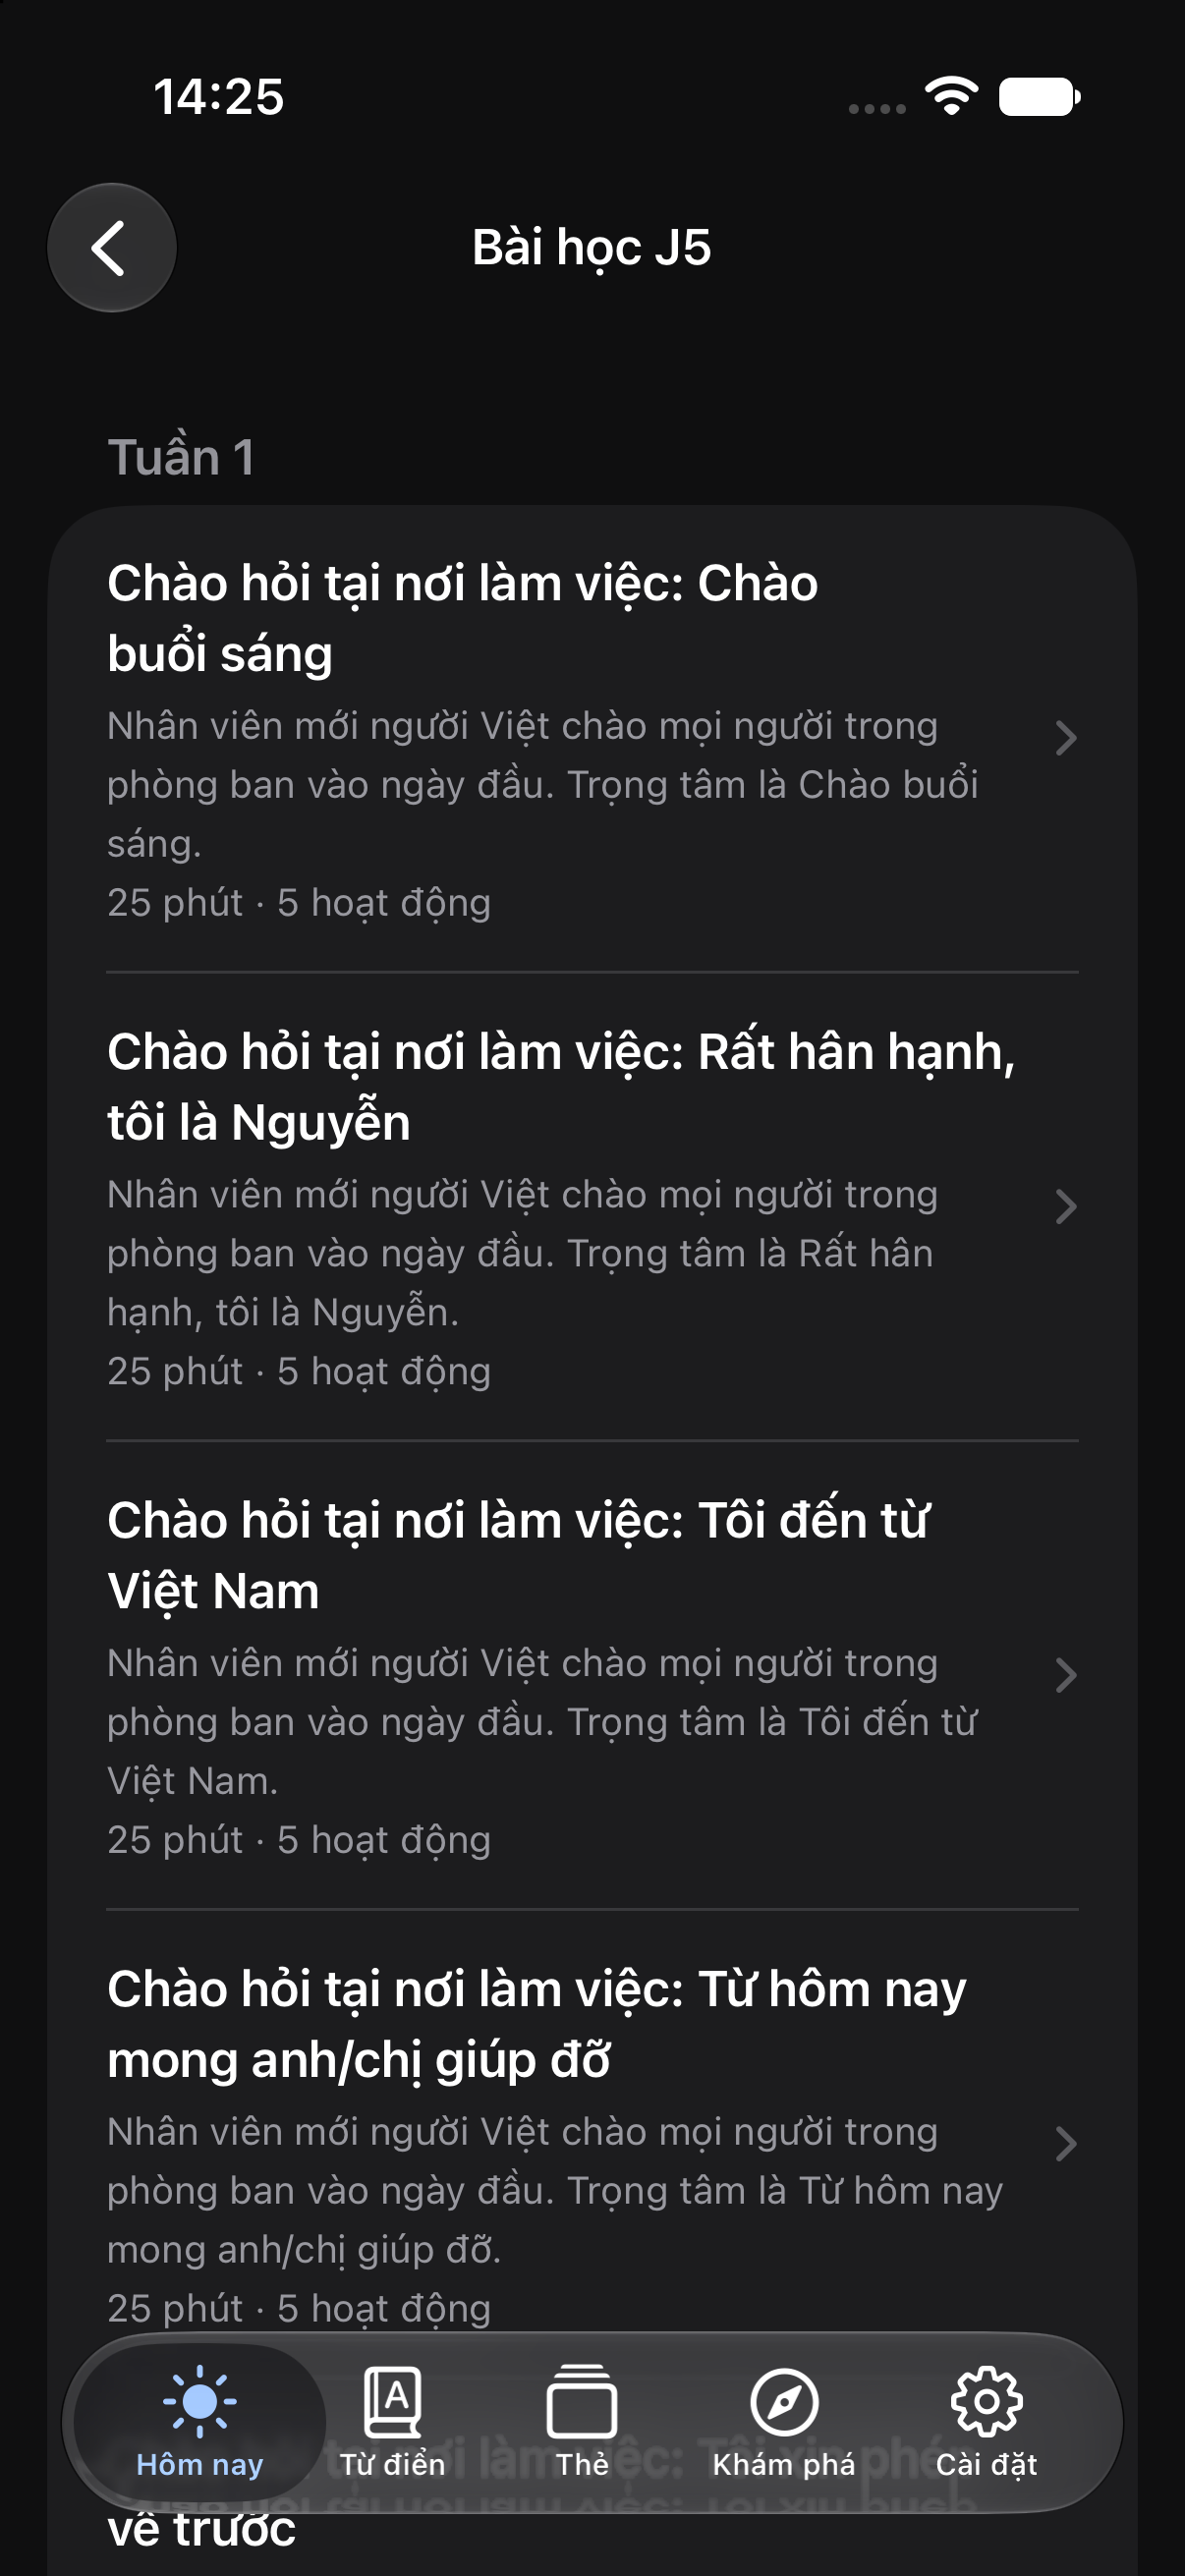 14:25
Bài học J5
Tuần 1
Chào hỏi tại nơi làm việc: Chào
buổi sáng
Nhân viên mới người Việt chào mọi người trong
phòng ban vào ngày đầu. Trọng tâm là Chào buổi
sáng.
25 phút · 5 hoạt động
Chào hỏi tại nơi làm việc: Rất hân hạnh,
tôi là Nguyễn
Nhân viên mới người Việt chào mọi người trong
phòng ban vào ngày đầu. Trọng tâm là Rất hân
hạnh, tôi là Nguyễn.
25 phút · 5 hoạt động
Chào hỏi tại nơi làm việc: Tôi đến từ
Việt Nam
Nhân viên mới người Việt chào mọi người trong
phòng ban vào ngày đầu. Trọng tâm là Tôi đến từ
Việt Nam.
25 phút · 5 hoạt động
Chào hỏi tại nơi làm việc: Từ hôm nay
mong anh/chị giúp đỡ
Nhân viên mới người Việt chào mọi người trong
phòng ban vào ngày đầu. Trọng tâm là Từ hôm nay
mong anh/chị giúp đỡ.
25 phút · 5 hoạt động
tại nơi làm việc: Tôi xin phép
Hôm nay Từ điển Thẻ Khám phá Cài đặt
về trước